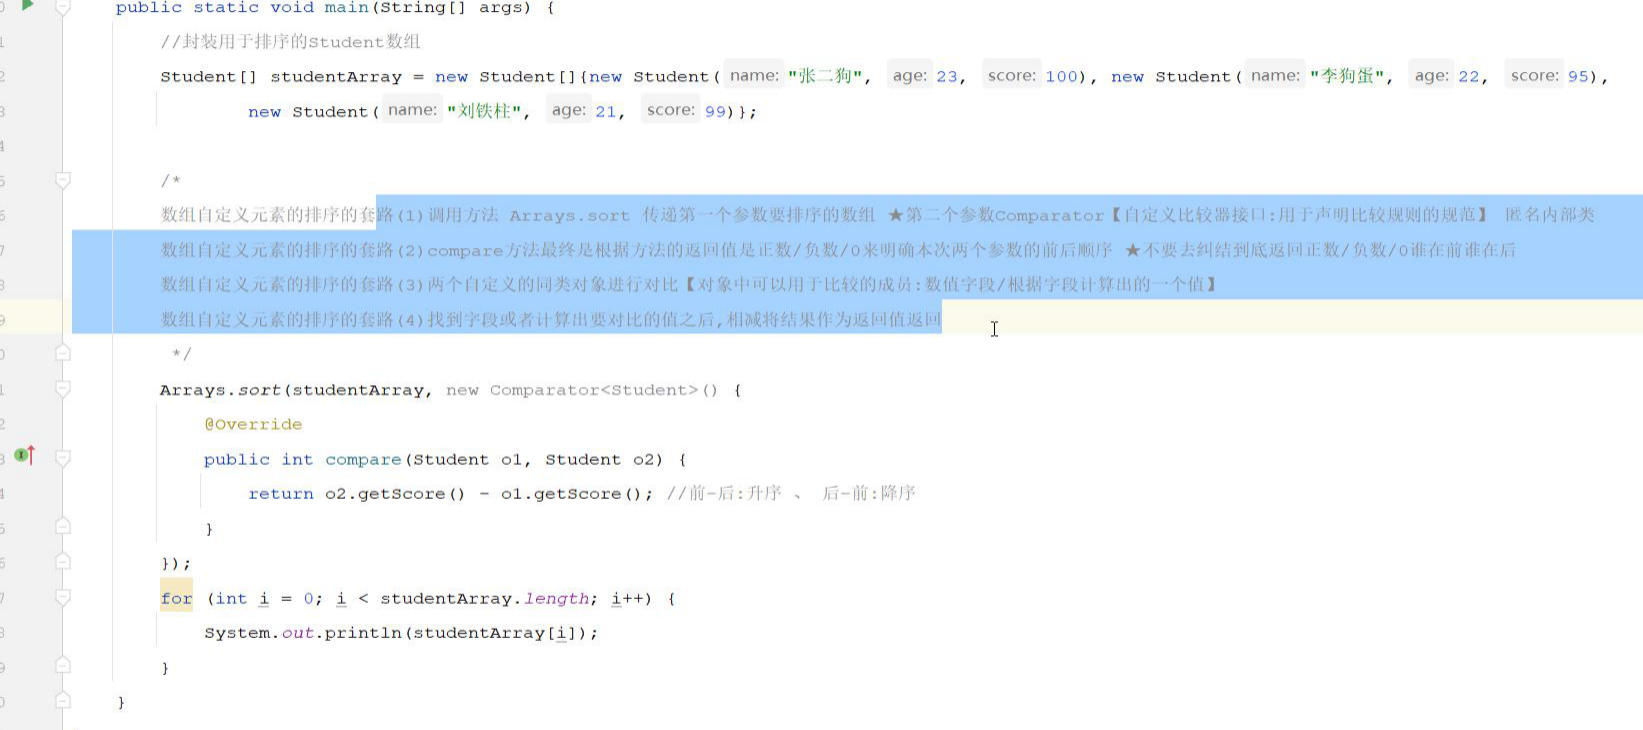 public static void main(String[] args) {
//封装用于排序的Student数组
Student[] studentArray = new Student[]{new Student( name: "张二狗", age: 23, score: 100), new Student( name: "李狗蛋", age: 22, score: 95),
new Student( name: "刘铁柱", age: 21, score: 99)};
/*
数组自定义元素的排序的套路(1)调用方法 Arrays.sort 传递第一个参数要排序的数组 ★第二个参数Comparator【自定义比较器接口:用于声明比较规则的规范】 匿名内部类
数组自定义元素的排序的套路(2)compare方法最终是根据方法的返回值是正数/负数/0来明确本次两个参数的前后顺序 ★不要去纠结到底返回正数/负数/0谁在前谁在后
数组自定义元素的排序的套路(3)两个自定义的同类对象进行对比【对象中可以用于比较的成员:数值字段/根据字段计算出的一个值】
数组自定义元素的排序的套路(4)找到字段或者计算出要对比的值之后,相减将结果作为返回值返回
*/
Arrays.sort(studentArray, new Comparator<Student>() {
@Override
public int compare(Student o1, Student o2) {
return o2.getScore() - o1.getScore(); //前-后:升序 、 后-前:降序
}
});
for (int i = 0; i < studentArray.length; i++) {
System.out.println(studentArray[i]);
}
}